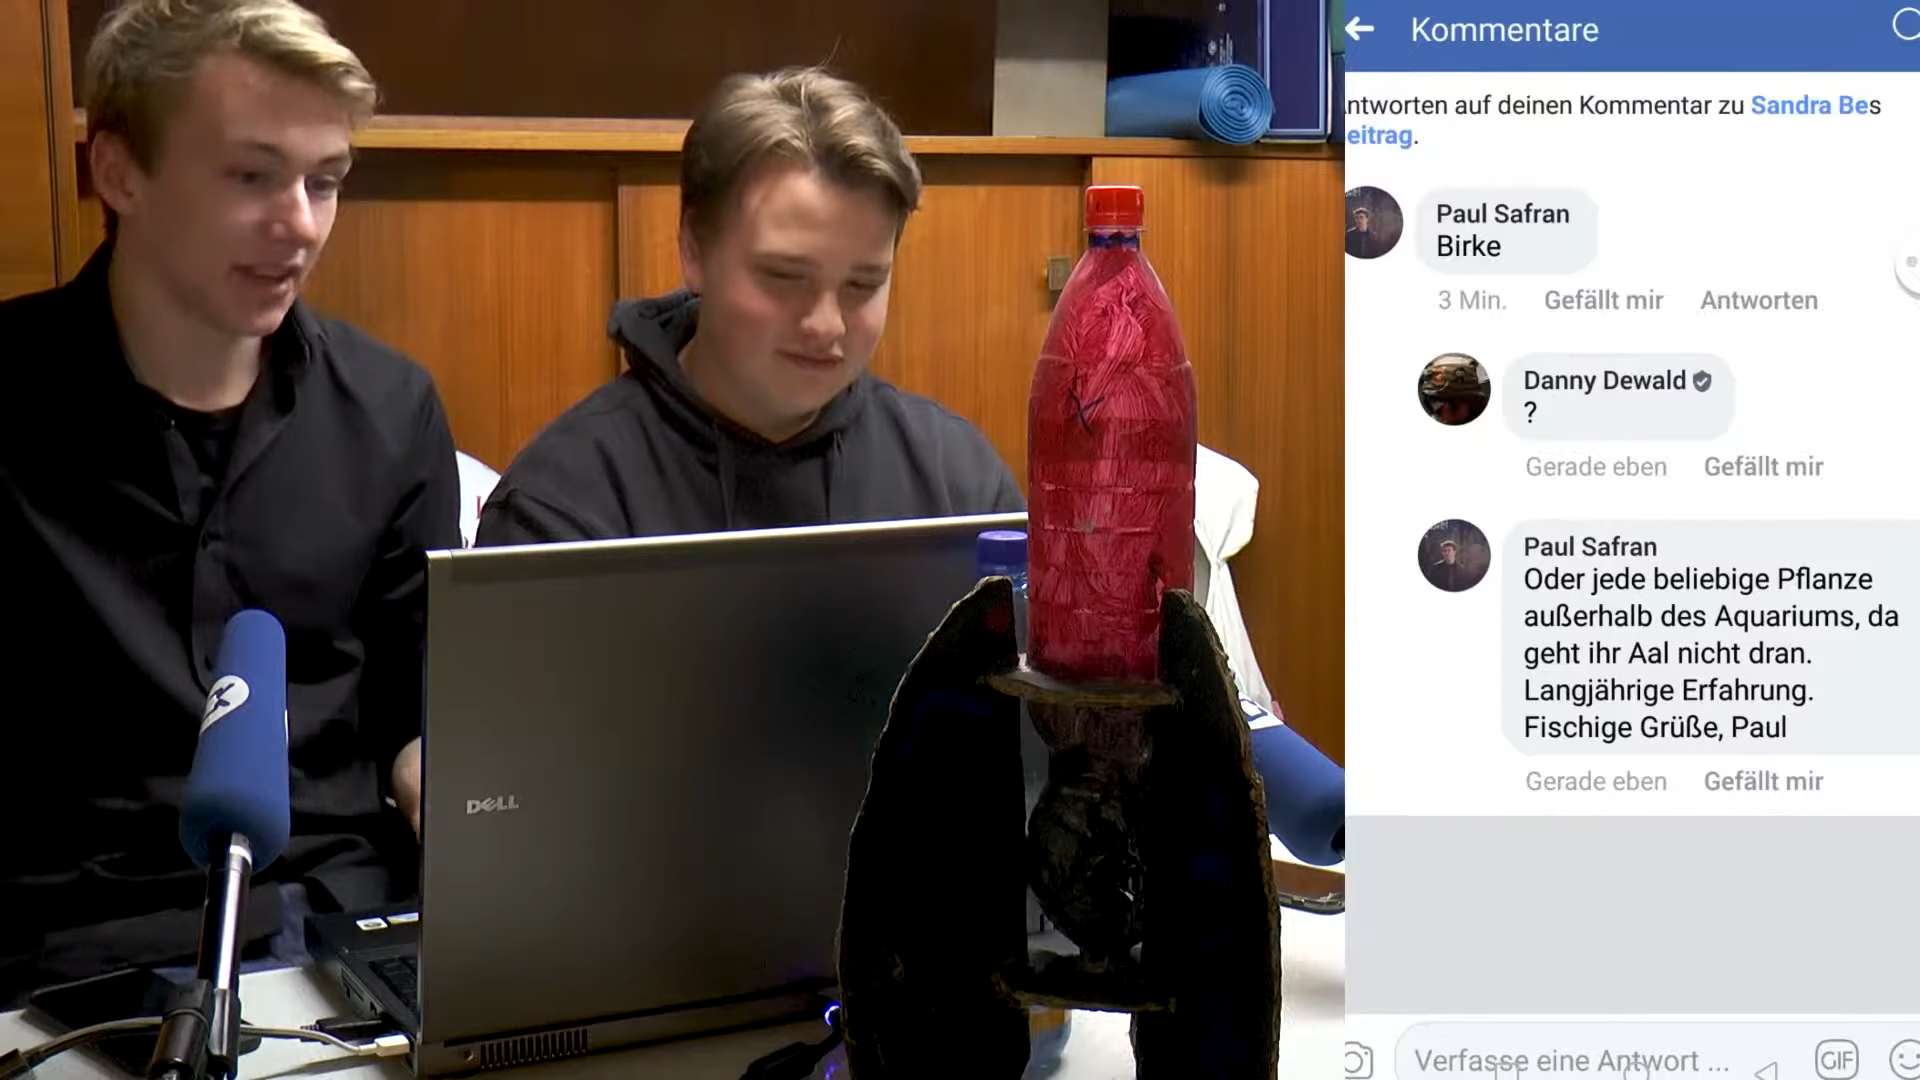 Kommentare
ntworten auf deinen Kommentar zu Sandra Bes
eitrag.
Paul Safran
Birke
3 Min. Gefällt mir Antworten
Danny Dewald
?
Gerade eben Gefällt mir
Paul Safran
Oder jede beliebige Pflanze
außerhalb des Aquariums, da
geht ihr Aal nicht dran.
Langjährige Erfahrung.
Fischige Grüße, Paul
Gerade eben Gefällt mir
Verfasse eine Antwort ...
GIF
DELL